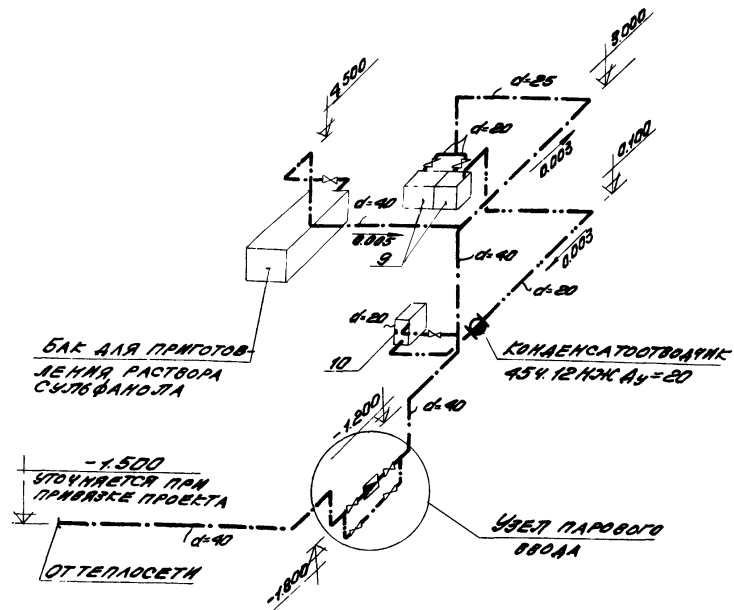 3.000
4.500
d=25
d=20
0.003
0.100
d=40
0.005
9
d=40
0.003
d=20
d=20
10
БАК ДЛЯ ПРИГОТОВ-
ЛЕНИЯ РАСТВОРА
СУЛЬФАНОЛА
КОНДЕНСАТООТВОДЧИК
45Ч.12НЖ Ду=20
d=40
-1.200
-1.500
УТОЧНЯЕТСЯ ПРИ
ПРИВЯЗКЕ ПРОЕКТА
d=40
ОТ ТЕПЛОСЕТИ
-1.800
УЗЕЛ ПАРОВОГО
ВВОДА